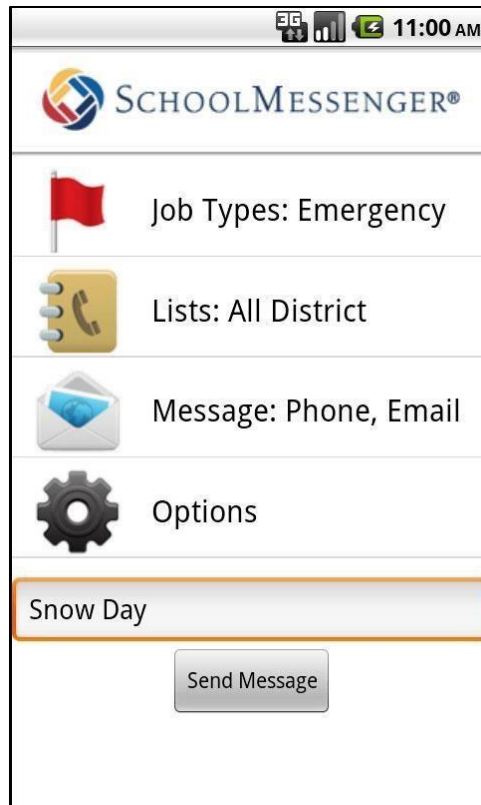 3G 11:00 AM
SCHOOLMESSENGER®
Job Types: Emergency
Lists: All District
Message: Phone, Email
Options
Snow Day
Send Message